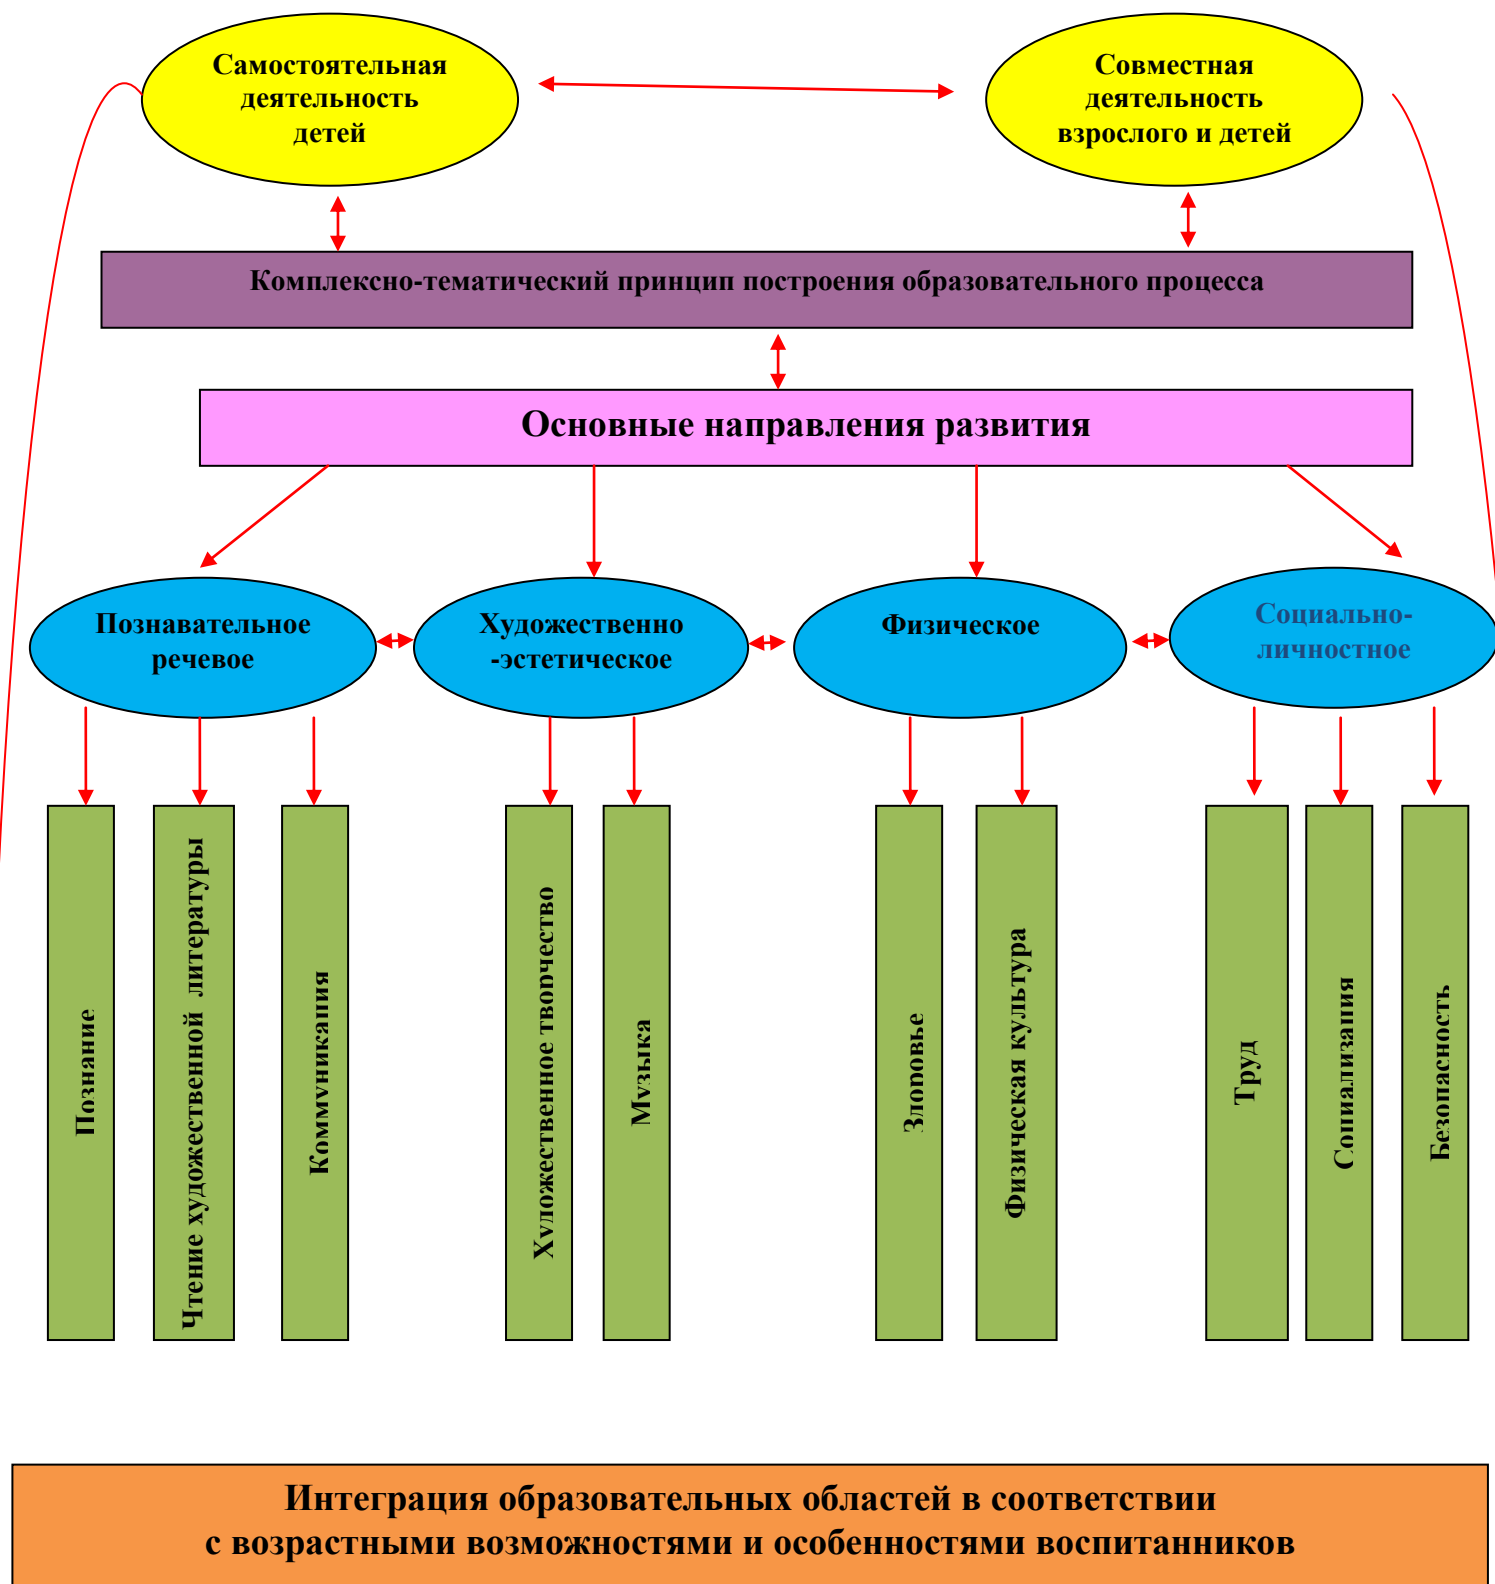 Самостоятельная
деятельность
детей
Совместная
деятельность
взрослого и детей
Комплексно-тематический принцип построения образовательного процесса
Основные направления развития
Познавательное
речевое
Художественно
-эстетическое
Физическое
Социально-
личностное
Познание
Чтение художественной литературы
Коммуникация
Художественное творчество
Музыка
Здоровье
Физическая культура
Труд
Социализация
Безопасность
Интеграция образовательных областей в соответствии
с возрастными возможностями и особенностями воспитанников